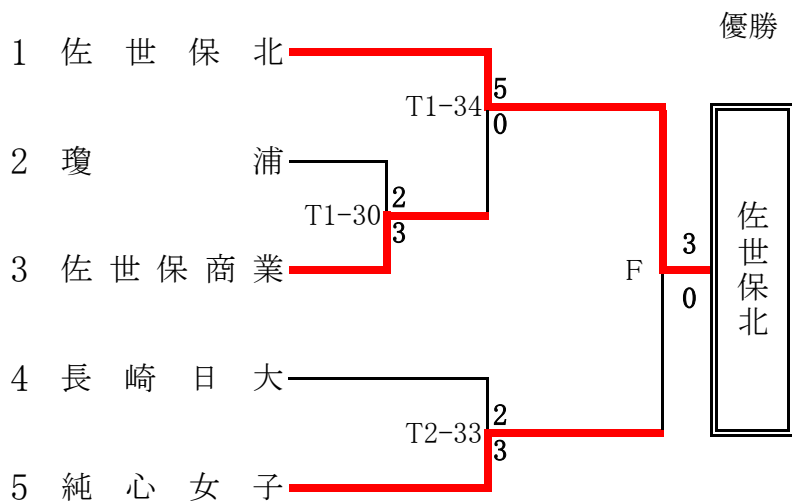 優勝
1 佐世保北
5
T1-34
0
2 瓊浦
2
T1-30
3
3 佐世保商業
3
F
0
佐世保北
4 長崎日大
2
T2-33
3
5 純心女子